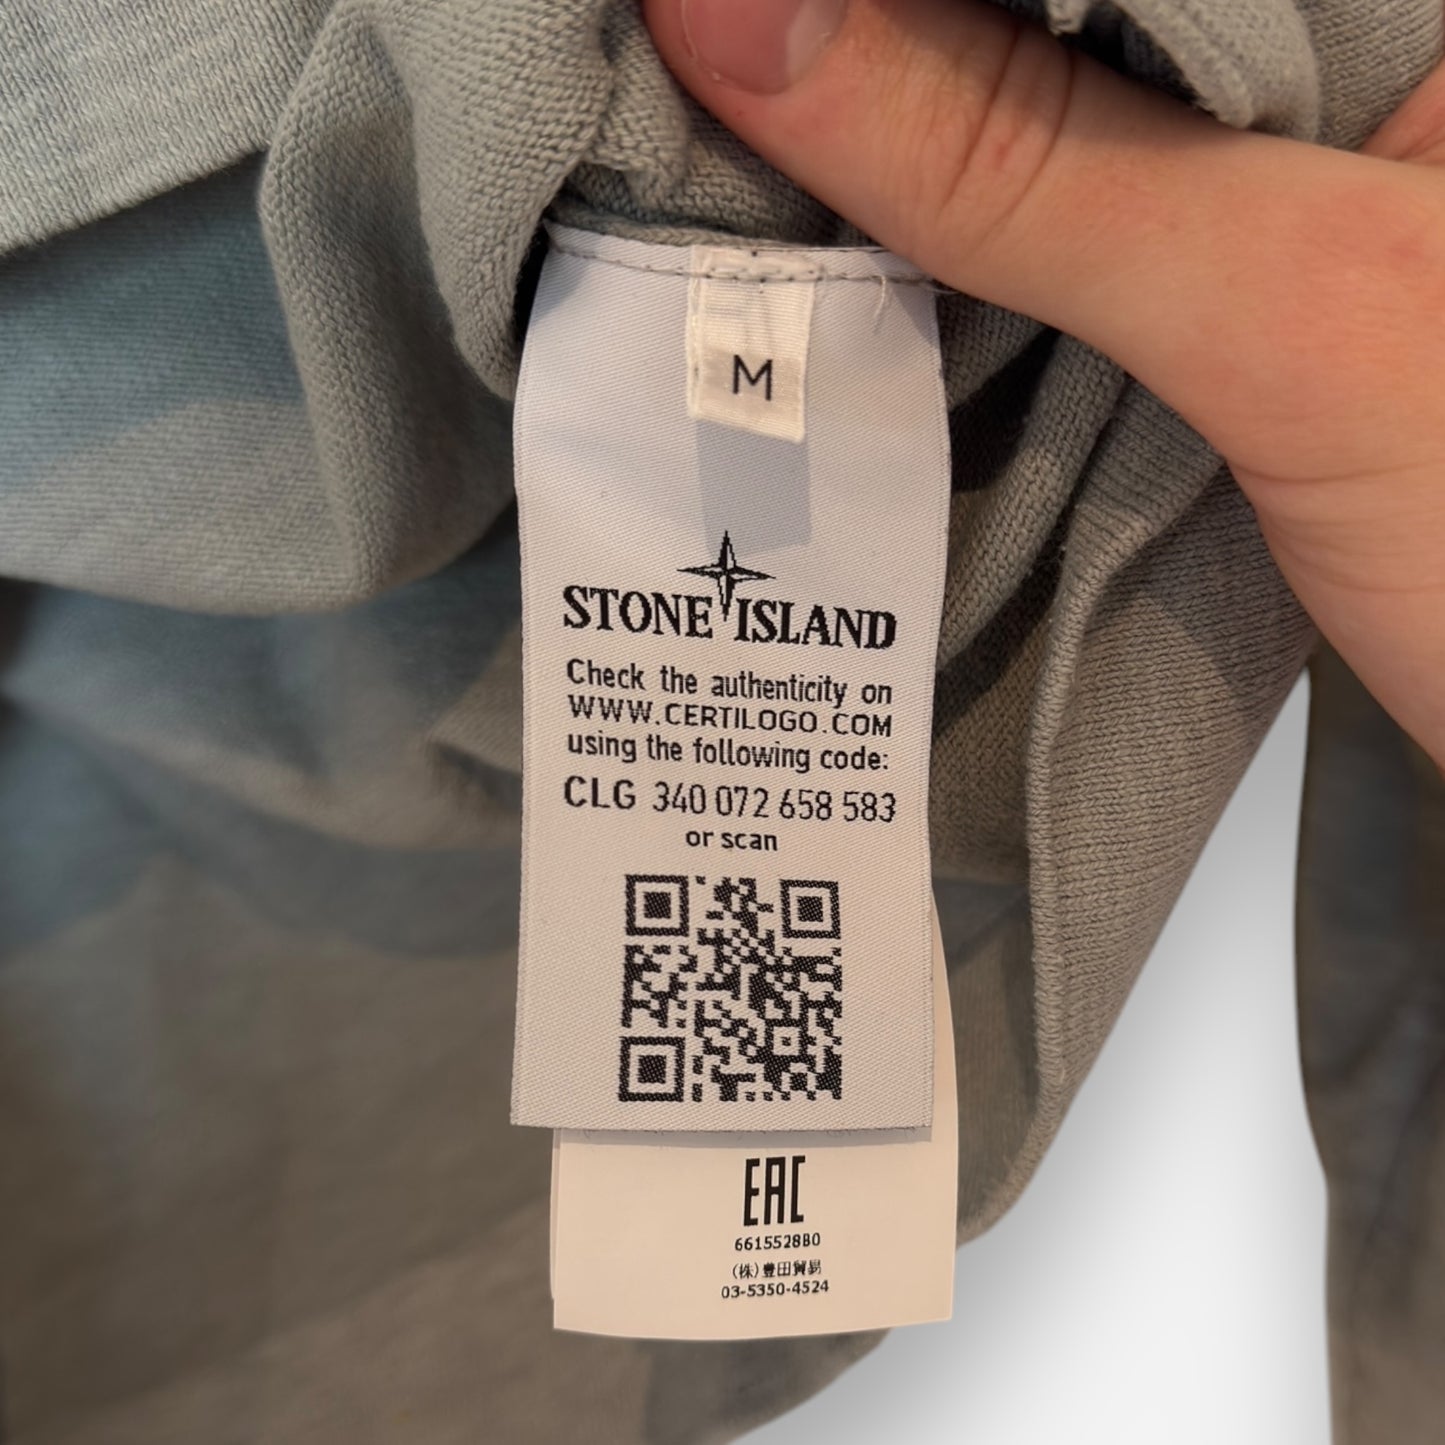 M
STONE ISLAND
Check the authenticity on
WWW.CERTILOGO.COM
using the following code:
CLG 340 072 658 583
or scan
EAC
6615528B0
(株)豊田貿易
03-5350-4524